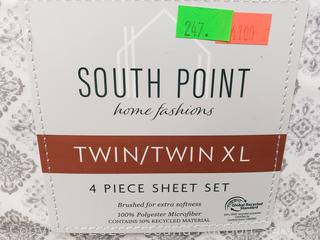 247.
4100
SOUTH POINT
home fashions
TWIN/TWIN XL
4 PIECE SHEET SET
Brushed for extra softness
100% Polyester Microfiber
CONTAINS 50% RECYCLED MATERIAL
Global Recycled
Standard